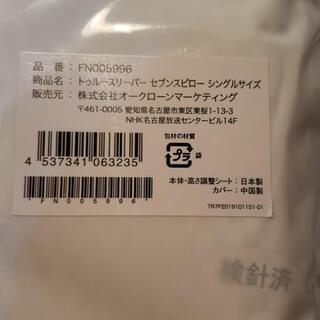 品　番：FN005996
商品名：トゥルースリーパー セブンスピロー シングルサイズ
販売元：株式会社オークローンマーケティング
〒461-0005 愛知県名古屋市東区東桜1-13-3
NHK名古屋放送センタービル14F
4 537341 063235
*FN005996*
包材の材質
プラ 袋
本体・高さ調整シート：日本製
カバー：中国製
TR7P2019101151-01
検針済